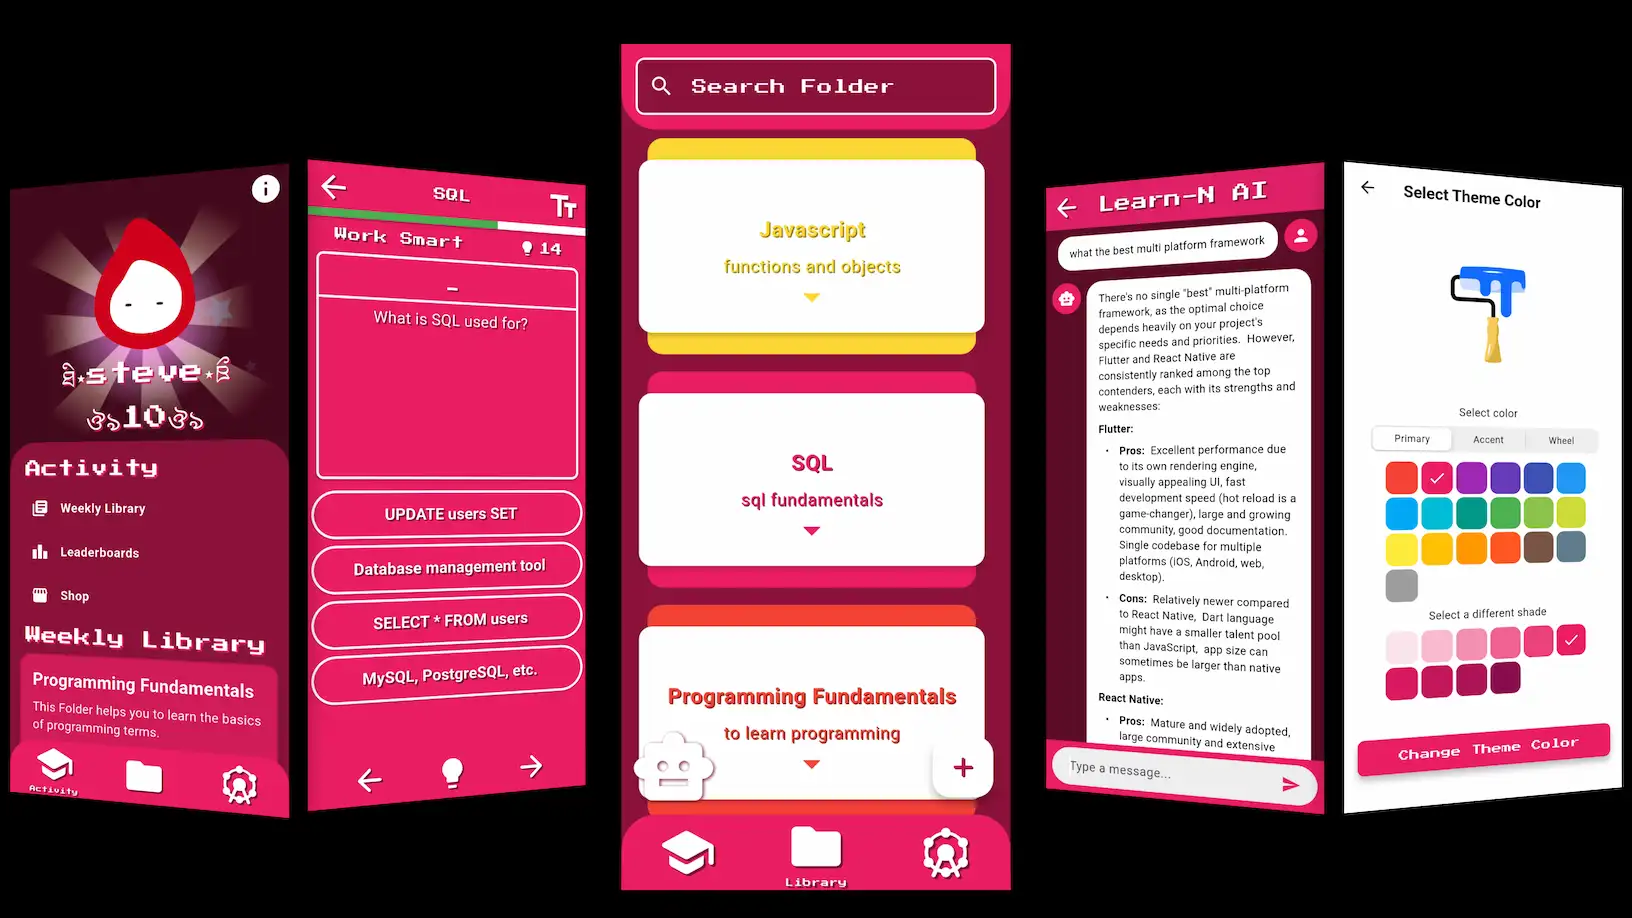 steve
10
Activity
Weekly Library
Leaderboards
Shop
Weekly Library
Programming Fundamentals
This Folder helps you to learn the basics
of programming terms.
Activity
SQL
TT
Work Smart
14
_
What is SQL used for?
UPDATE users SET
Database management tool
SELECT * FROM users
MySQL, PostgreSQL, etc.
Search Folder
Javascript
functions and objects
SQL
sql fundamentals
Programming Fundamentals
to learn programming
Library
Learn-N AI
what the best multi platform framework
There's no single "best" multi-platform
framework, as the optimal choice
depends heavily on your project's
specific needs and priorities. However,
Flutter and React Native are
consistently ranked among the top
contenders, each with its strengths and
weaknesses:
Flutter:
• Pros: Excellent performance due
to its own rendering engine,
visually appealing UI, fast
development speed (hot reload is a
game-changer), large and growing
community, good documentation.
Single codebase for multiple
platforms (iOS, Android, web,
desktop).
• Cons: Relatively newer compared
to React Native, Dart language
might have a smaller talent pool
than JavaScript, app size can
sometimes be larger than native
apps.
React Native:
• Pros: Mature and widely adopted,
large community and extensive
Type a message...
Select Theme Color
Select color
Primary
Accent
Wheel
Select a different shade
Change Theme Color